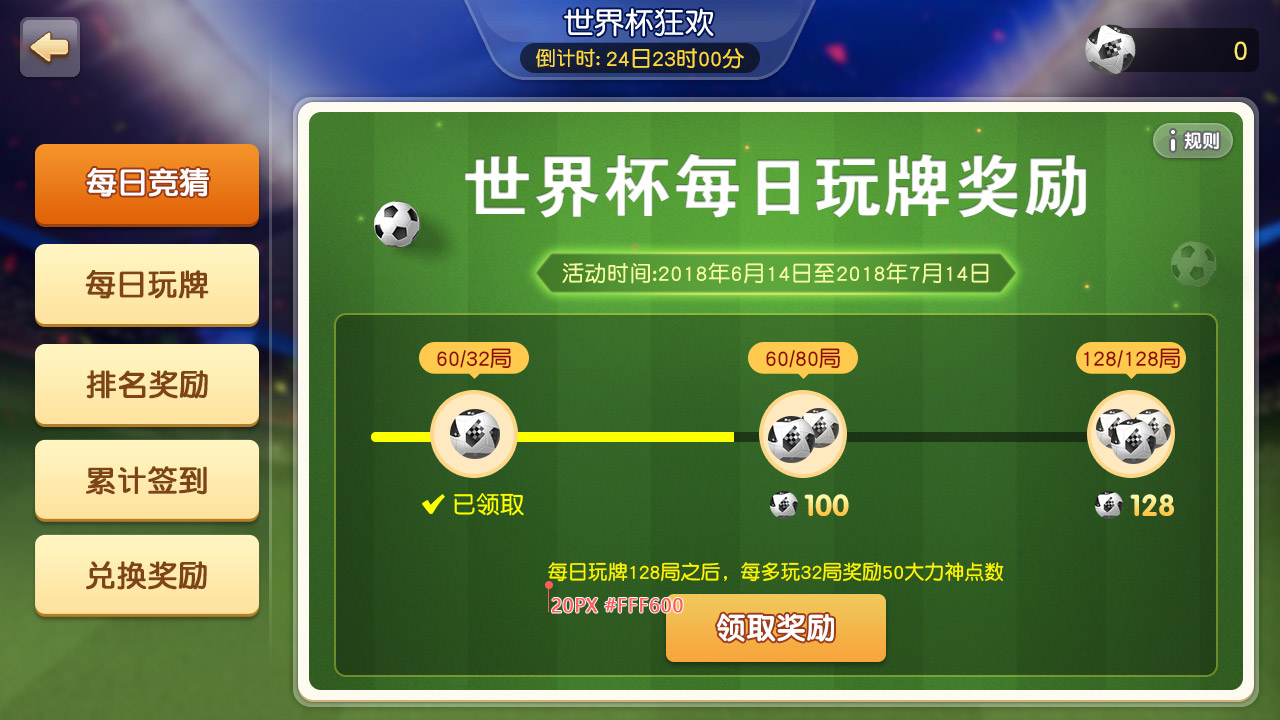 世界杯狂欢
倒计时: 24日23时00分
0
规则
每日竞猜
每日玩牌
排名奖励
累计签到
兑换奖励
世界杯每日玩牌奖励
活动时间:2018年6月14日至2018年7月14日
60/32局
60/80局
128/128局
已领取
100
128
每日玩牌128局之后，每多玩32局奖励50大力神点数
20PX #FFF600
领取奖励